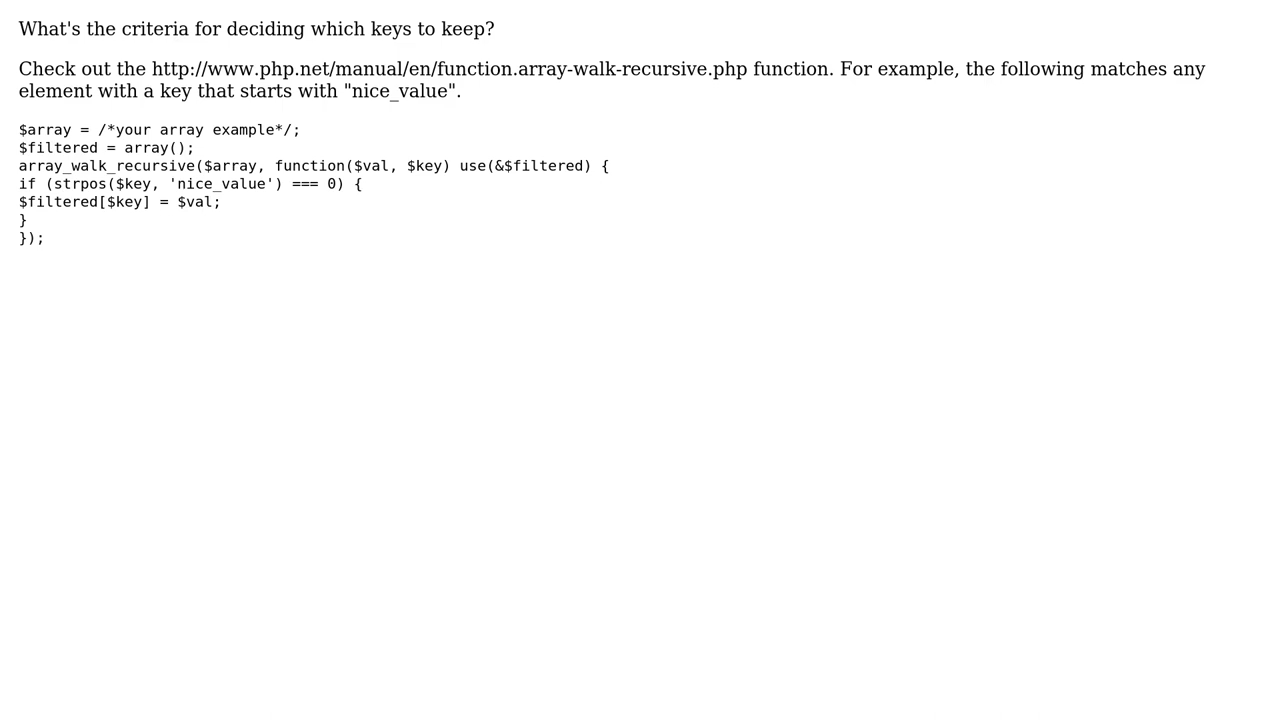 What's the criteria for deciding which keys to keep?
Check out the http://www.php.net/manual/en/function.array-walk-recursive.php function. For example, the following matches any
element with a key that starts with "nice_value".
$array = /*your array example*/;
$filtered = array();
array_walk_recursive($array, function($val, $key) use(&$filtered) {
if (strpos($key, 'nice_value') === 0) {
$filtered[$key] = $val;
}
});